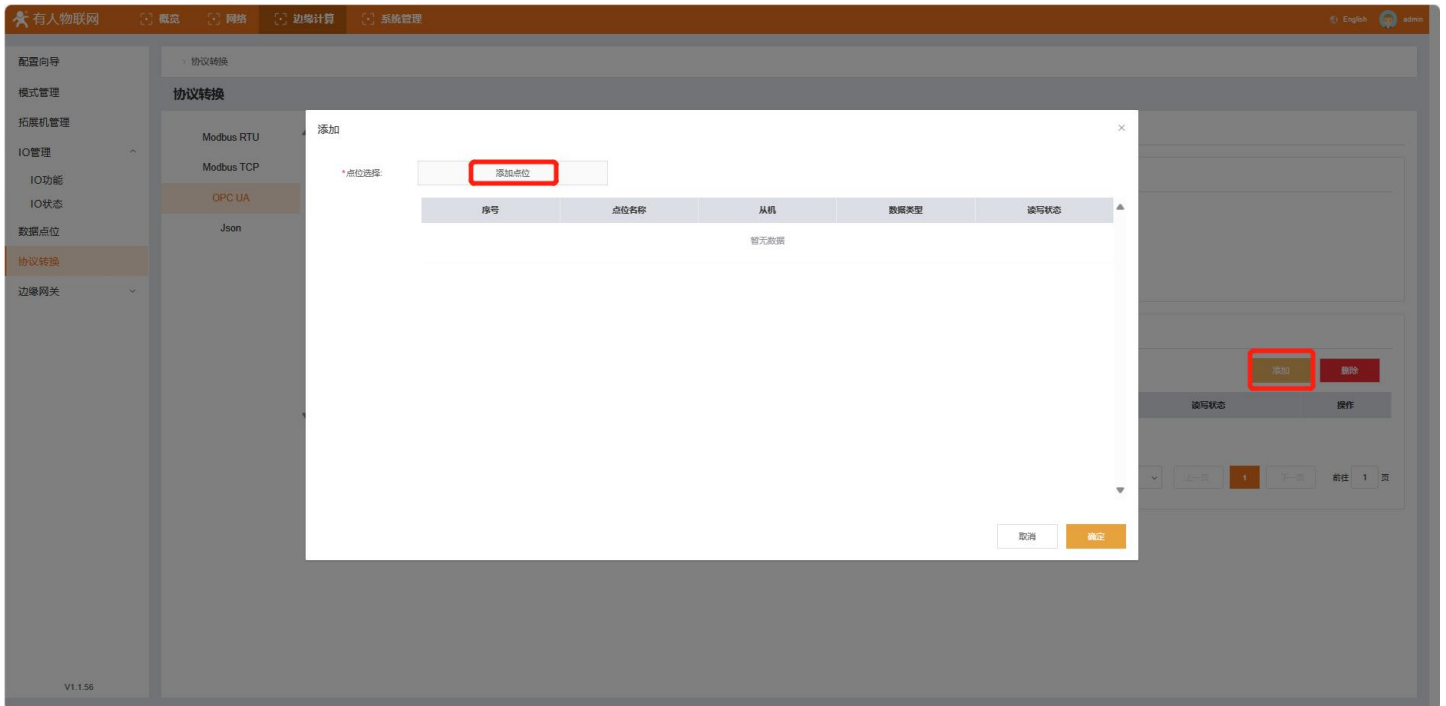 有人物联网 概览 网络 边缘计算 系统管理 English admin
配置向导
模式管理
拓展机管理
IO管理
IO功能
IO状态
数据点位
协议转换
边缘网关
V1.1.56
协议转换
协议转换
Modbus RTU
Modbus TCP
OPC UA
Json
添加
*点位选择: 添加点位
序号 点位名称 从机 数据类型 读写状态
暂无数据
取消 确定
添加 删除
读写状态 操作
上一页 1 下一页 前往 1 页